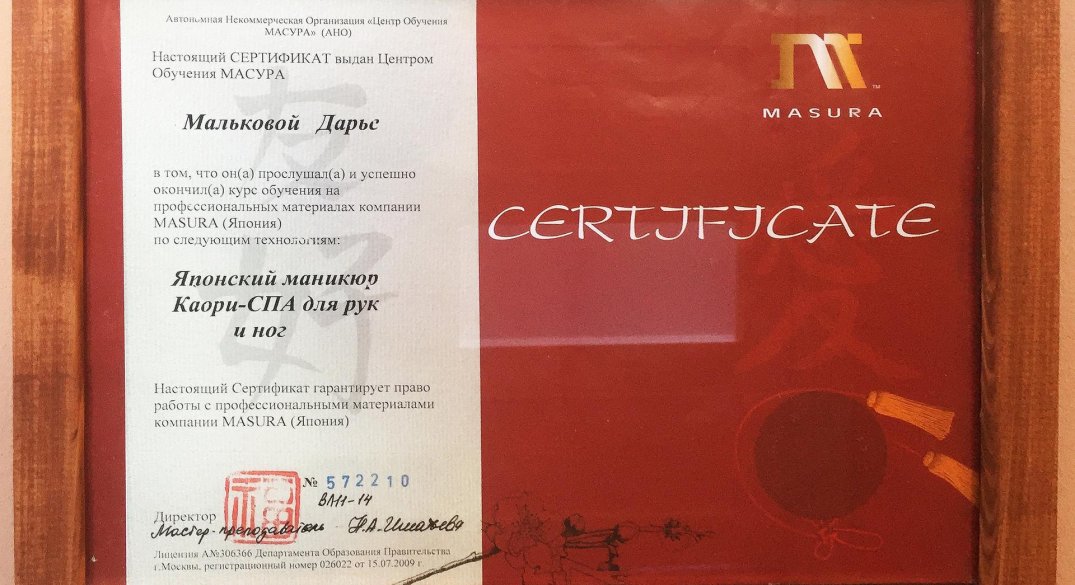 Автономная Некоммерческая Организация «Центр Обучения
МАСУРА» (АНО)
Настоящий СЕРТИФИКАТ выдан Центром
Обучения МАСУРА
Мальковой Дарье
в том, что он(а) прослушал(а) и успешно
окончил(а) курс обучения на
профессиональных материалах компании
MASURA (Япония)
по следующим технологиям:
Японский маникюр
Каори-СПА для рук
и ног
Настоящий Сертификат гарантирует право
работы с профессиональными материалами
компании MASURA (Япония)
№ 572210
ВЛ11-14
Директор
Мастер-преподаватель
Лицензия А№306366 Департамента Образования Правительства
г.Москвы, регистрационный номер 026022 от 15.07.2009 г
MASURA
CERTIFICATE